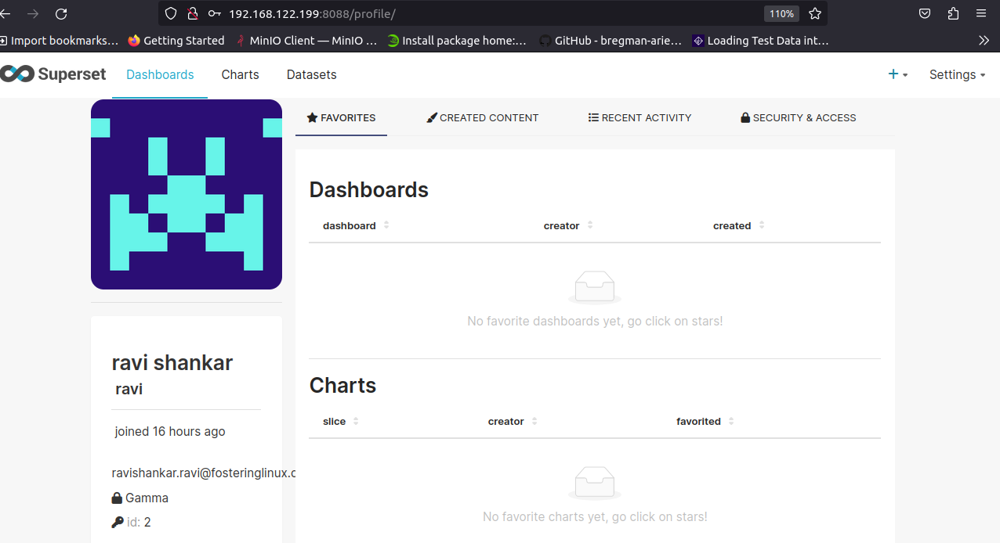 192.168.122.199:8088/profile/
110%
Import bookmarks…
Getting Started
MinIO Client — MinIO …
Install package home:…
GitHub - bregman-arie…
Loading Test Data int…
Superset
Dashboards
Charts
Datasets
+
Settings
FAVORITES
CREATED CONTENT
RECENT ACTIVITY
SECURITY & ACCESS
ravi shankar
ravi
joined 16 hours ago
ravishankar.ravi@fosteringlinux.c
Gamma
id: 2
Dashboards
dashboard creator created
No favorite dashboards yet, go click on stars!
Charts
slice creator favorited
No favorite charts yet, go click on stars!